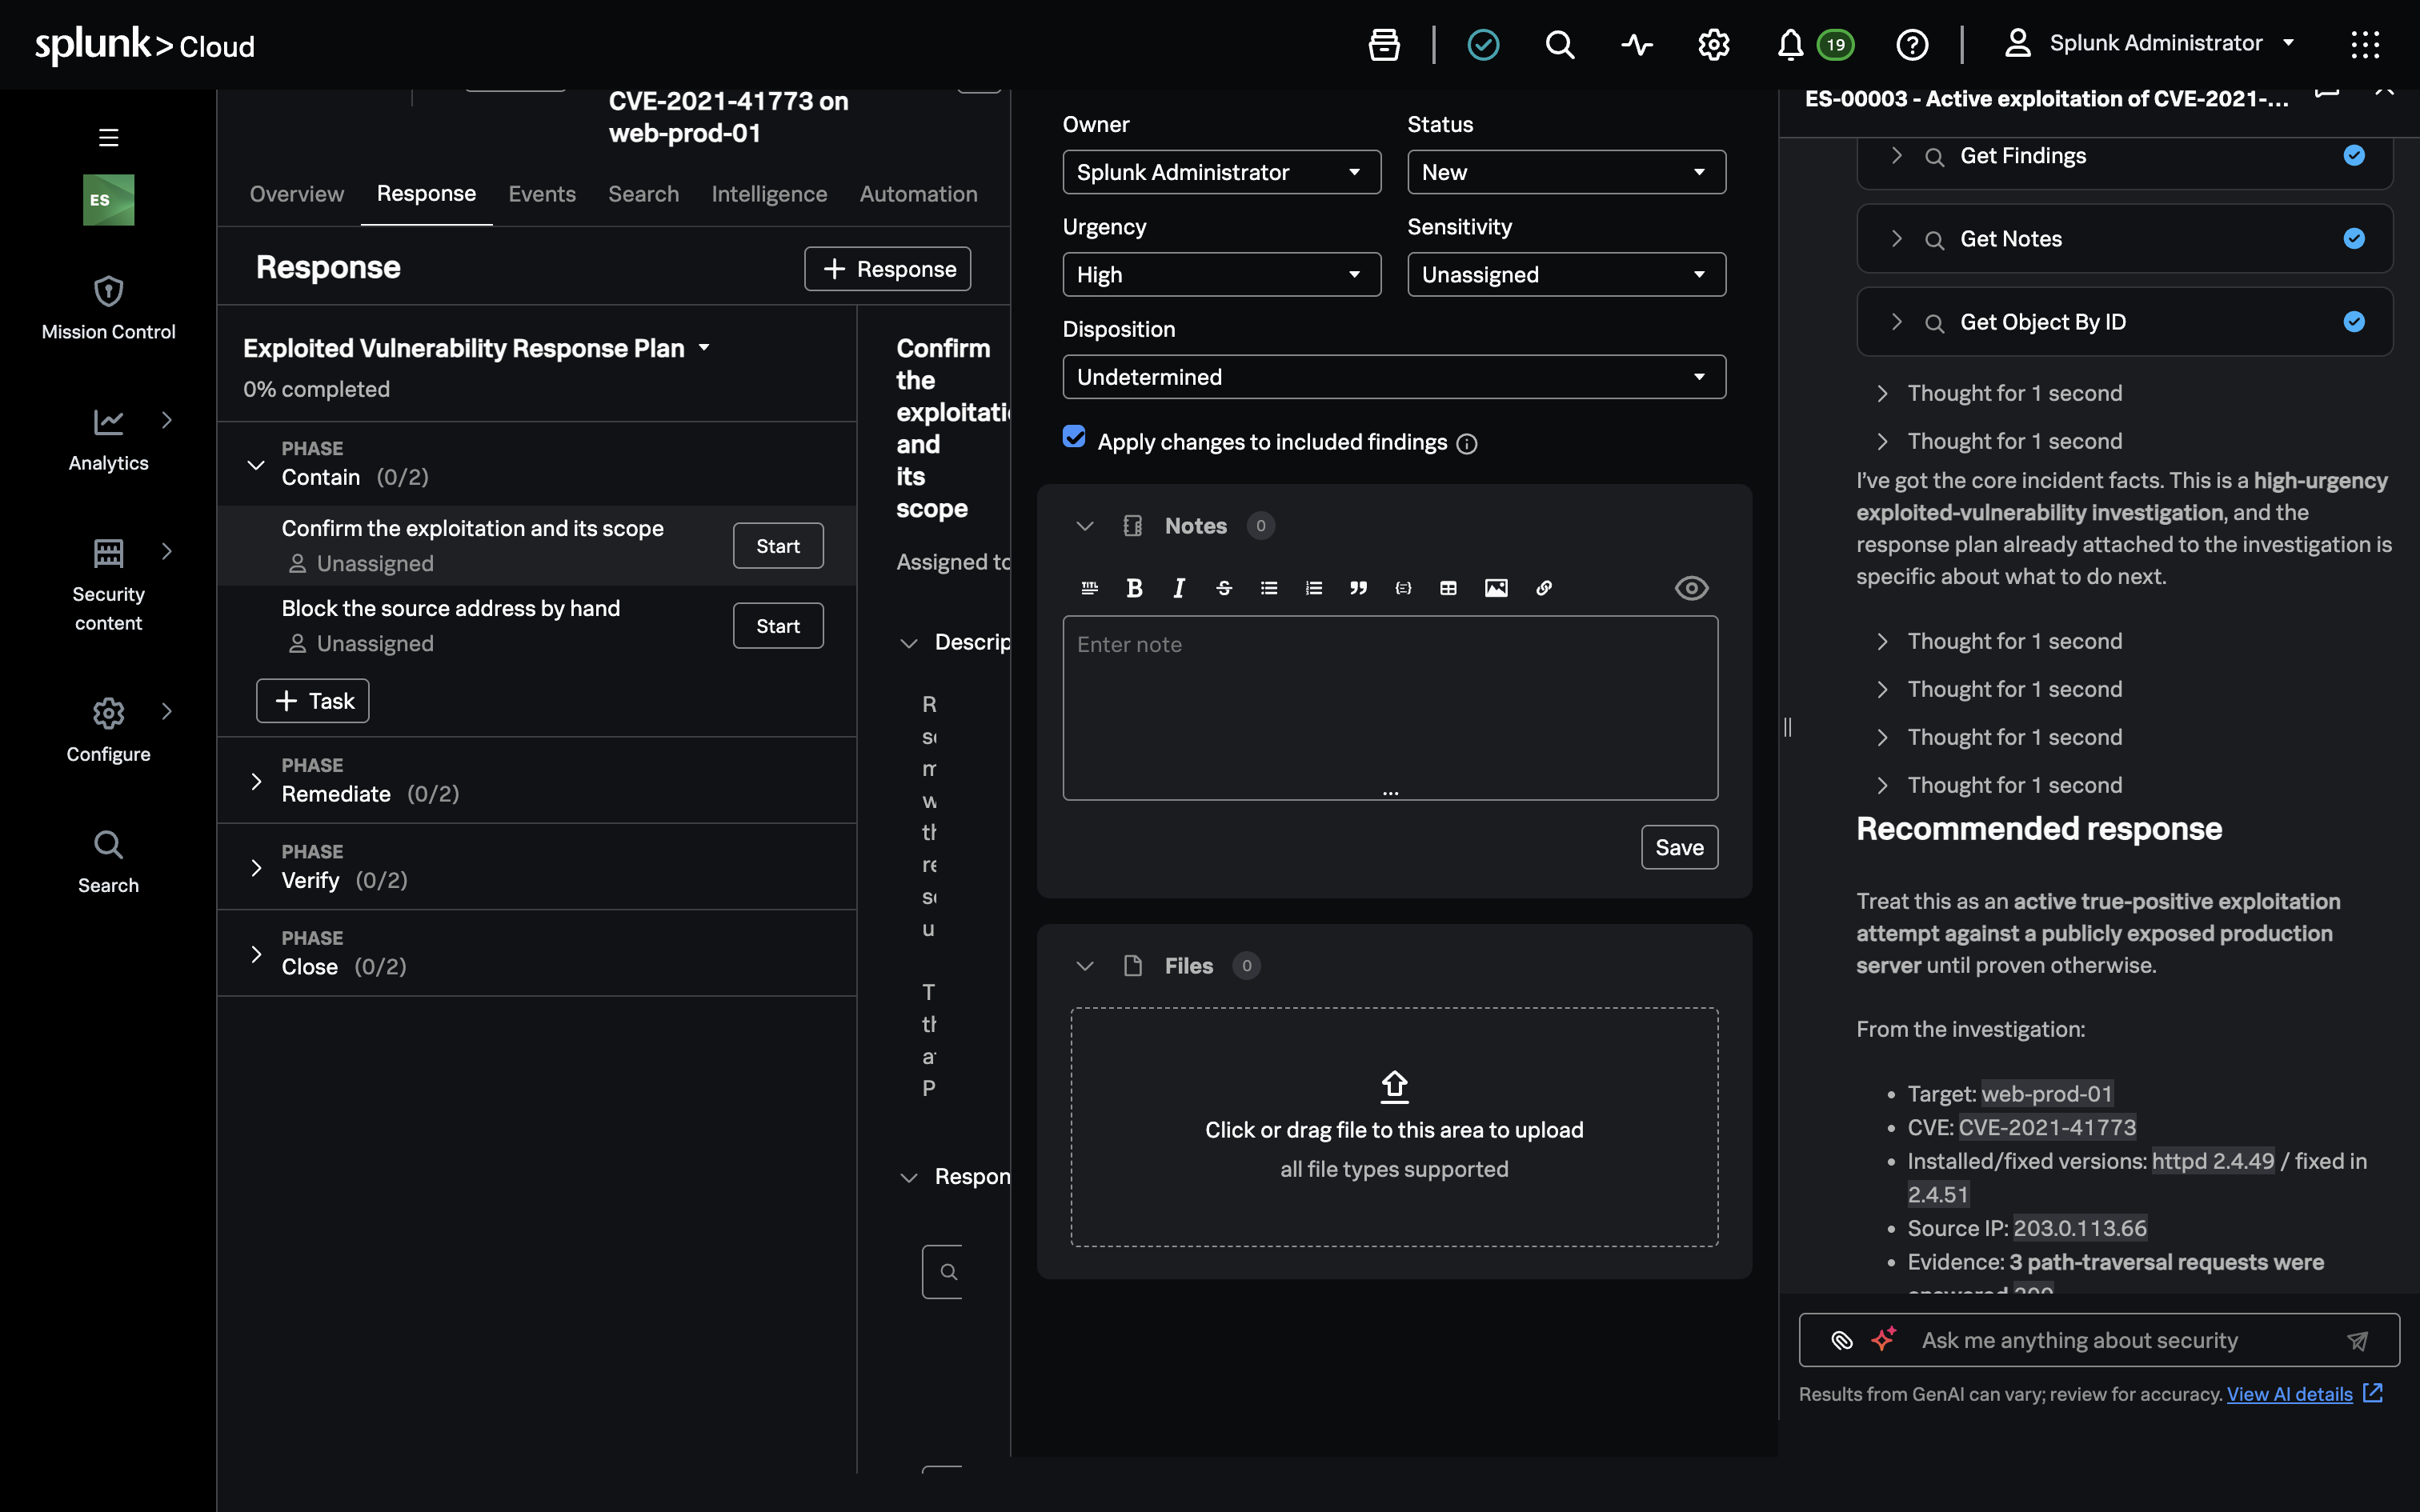 splunk>Cloud
19
Splunk Administrator
ES
Mission Control
Analytics
Security
content
Configure
Search
CVE-2021-41773 on
web-prod-01
Overview
Response
Events
Search
Intelligence
Automation
Response
+ Response
Exploited Vulnerability Response Plan
0% completed
PHASE
Contain (0/2)
Confirm the exploitation and its scope
Unassigned
Start
Block the source address by hand
Unassigned
Start
+ Task
PHASE
Remediate (0/2)
PHASE
Verify (0/2)
PHASE
Close (0/2)
Confirm
the
exploitati
and
its
scope
Assigned to
Descrip
R
m
w
u
T
P
Respon
Owner
Status
Splunk Administrator
New
Urgency
Sensitivity
High
Unassigned
Disposition
Undetermined
Apply changes to included findings
Notes 0
Enter note
Save
Files 0
Click or drag file to this area to upload
all file types supported
ES-00003 - Active exploitation of CVE-2021-...
Get Findings
Get Notes
Get Object By ID
Thought for 1 second
Thought for 1 second
I've got the core incident facts. This is a high-urgency
exploited-vulnerability investigation, and the
response plan already attached to the investigation is
specific about what to do next.
Thought for 1 second
Thought for 1 second
Thought for 1 second
Thought for 1 second
Recommended response
Treat this as an active true-positive exploitation
attempt against a publicly exposed production
server until proven otherwise.
From the investigation:
• Target: web-prod-01
• CVE: CVE-2021-41773
• Installed/fixed versions: httpd 2.4.49 / fixed in
2.4.51
• Source IP: 203.0.113.66
• Evidence: 3 path-traversal requests were
answered 200
Ask me anything about security
Results from GenAI can vary; review for accuracy. View AI details